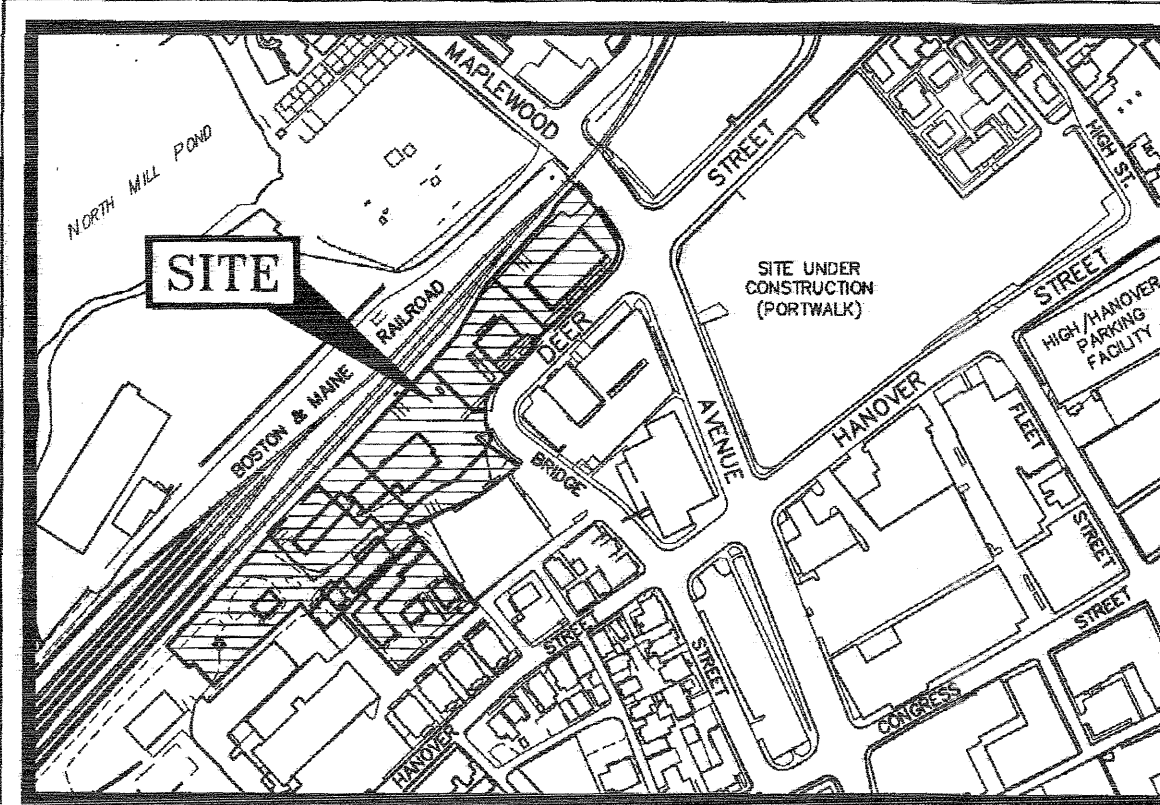 MAPLEWOOD
STREET
HIGH ST.
NORTH MILL POND
SITE
SITE UNDER
CONSTRUCTION
(PORTWALK)
STREET
HIGH/HANOVER
PARKING
FACILITY
RAILROAD
DEER
BOSTON & MAINE
AVENUE
HANOVER
FLEET
BRIDGE
STREET
STREET
STREET
STREET
CONGRESS
HANOVER